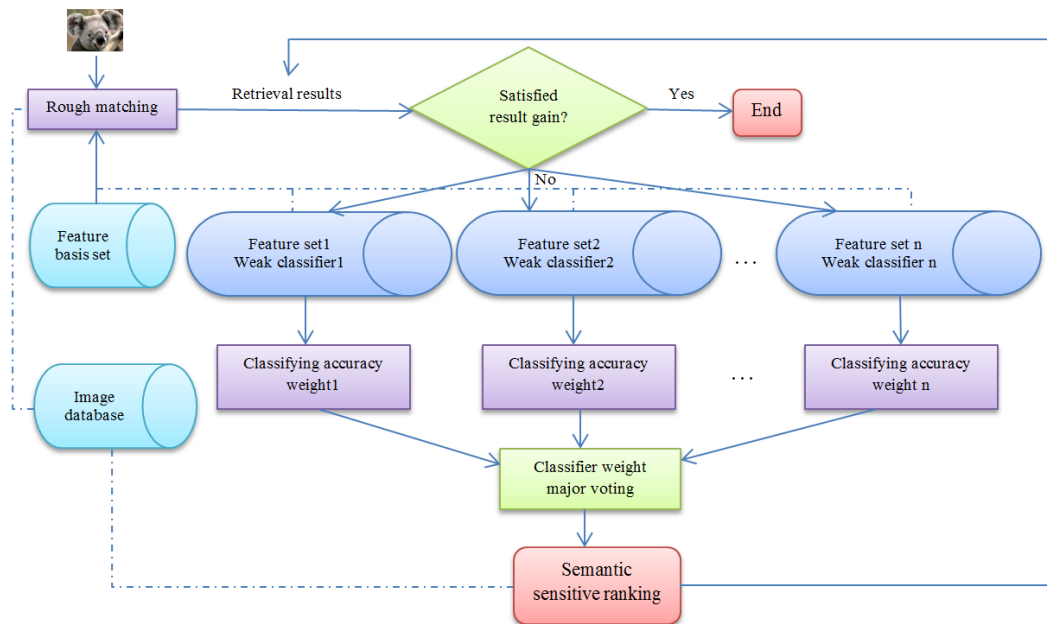 Rough matching
Retrieval results
Satisfied
result gain?
Yes
End
No
Feature
basis set
Feature set1
Weak classifier1
Feature set2
Weak classifier2
...
Feature set n
Weak classifier n
Classifying accuracy
weight1
Classifying accuracy
weight2
...
Classifying accuracy
weight n
Image
database
Classifier weight
major voting
Semantic
sensitive ranking